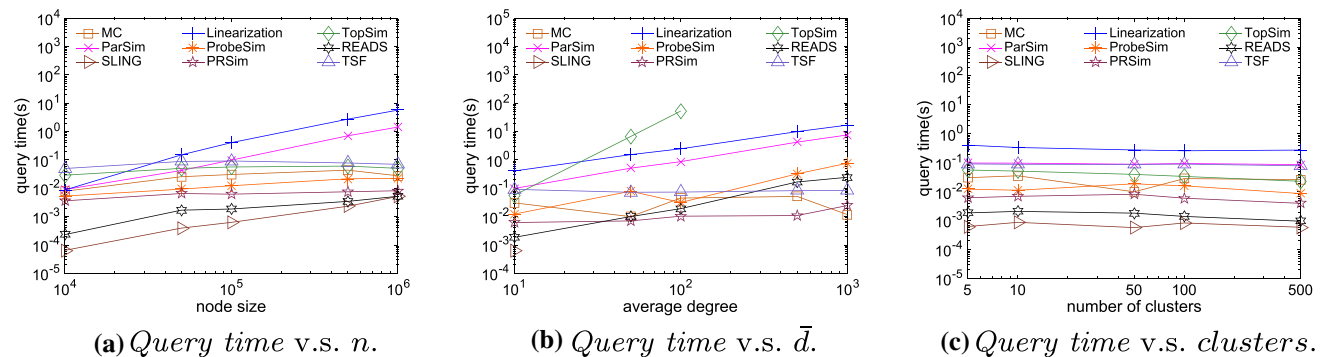 10^4
10^3
10^2
10^1
10^0
10^-1
10^-2
10^-3
10^-4
10^-5
query time(s)
MC Linearization TopSim
ParSim ProbeSim READS
SLING PRSim TSF
10^4 10^5 10^6
node size
(a) Query time v.s. n.
10^5
10^4
10^3
10^2
10^1
10^0
10^-1
10^-2
10^-3
10^-4
query time(s)
MC Linearization TopSim
ParSim ProbeSim READS
SLING PRSim TSF
10^1 10^2 10^3
average degree
(b) Query time v.s. d̄.
10^4
10^3
10^2
10^1
10^0
10^-1
10^-2
10^-3
10^-4
10^-5
query time(s)
MC Linearization TopSim
ParSim ProbeSim READS
SLING PRSim TSF
5 10 50 100 500
number of clusters
(c) Query time v.s. clusters.